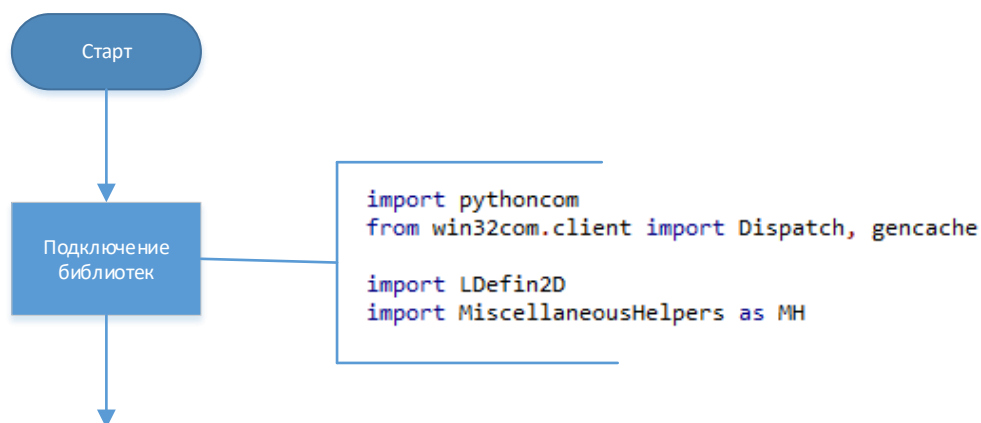 Старт
Подключение
библиотек
import pythoncom
from win32com.client import Dispatch, gencache
import LDefin2D
import MiscellaneousHelpers as MH